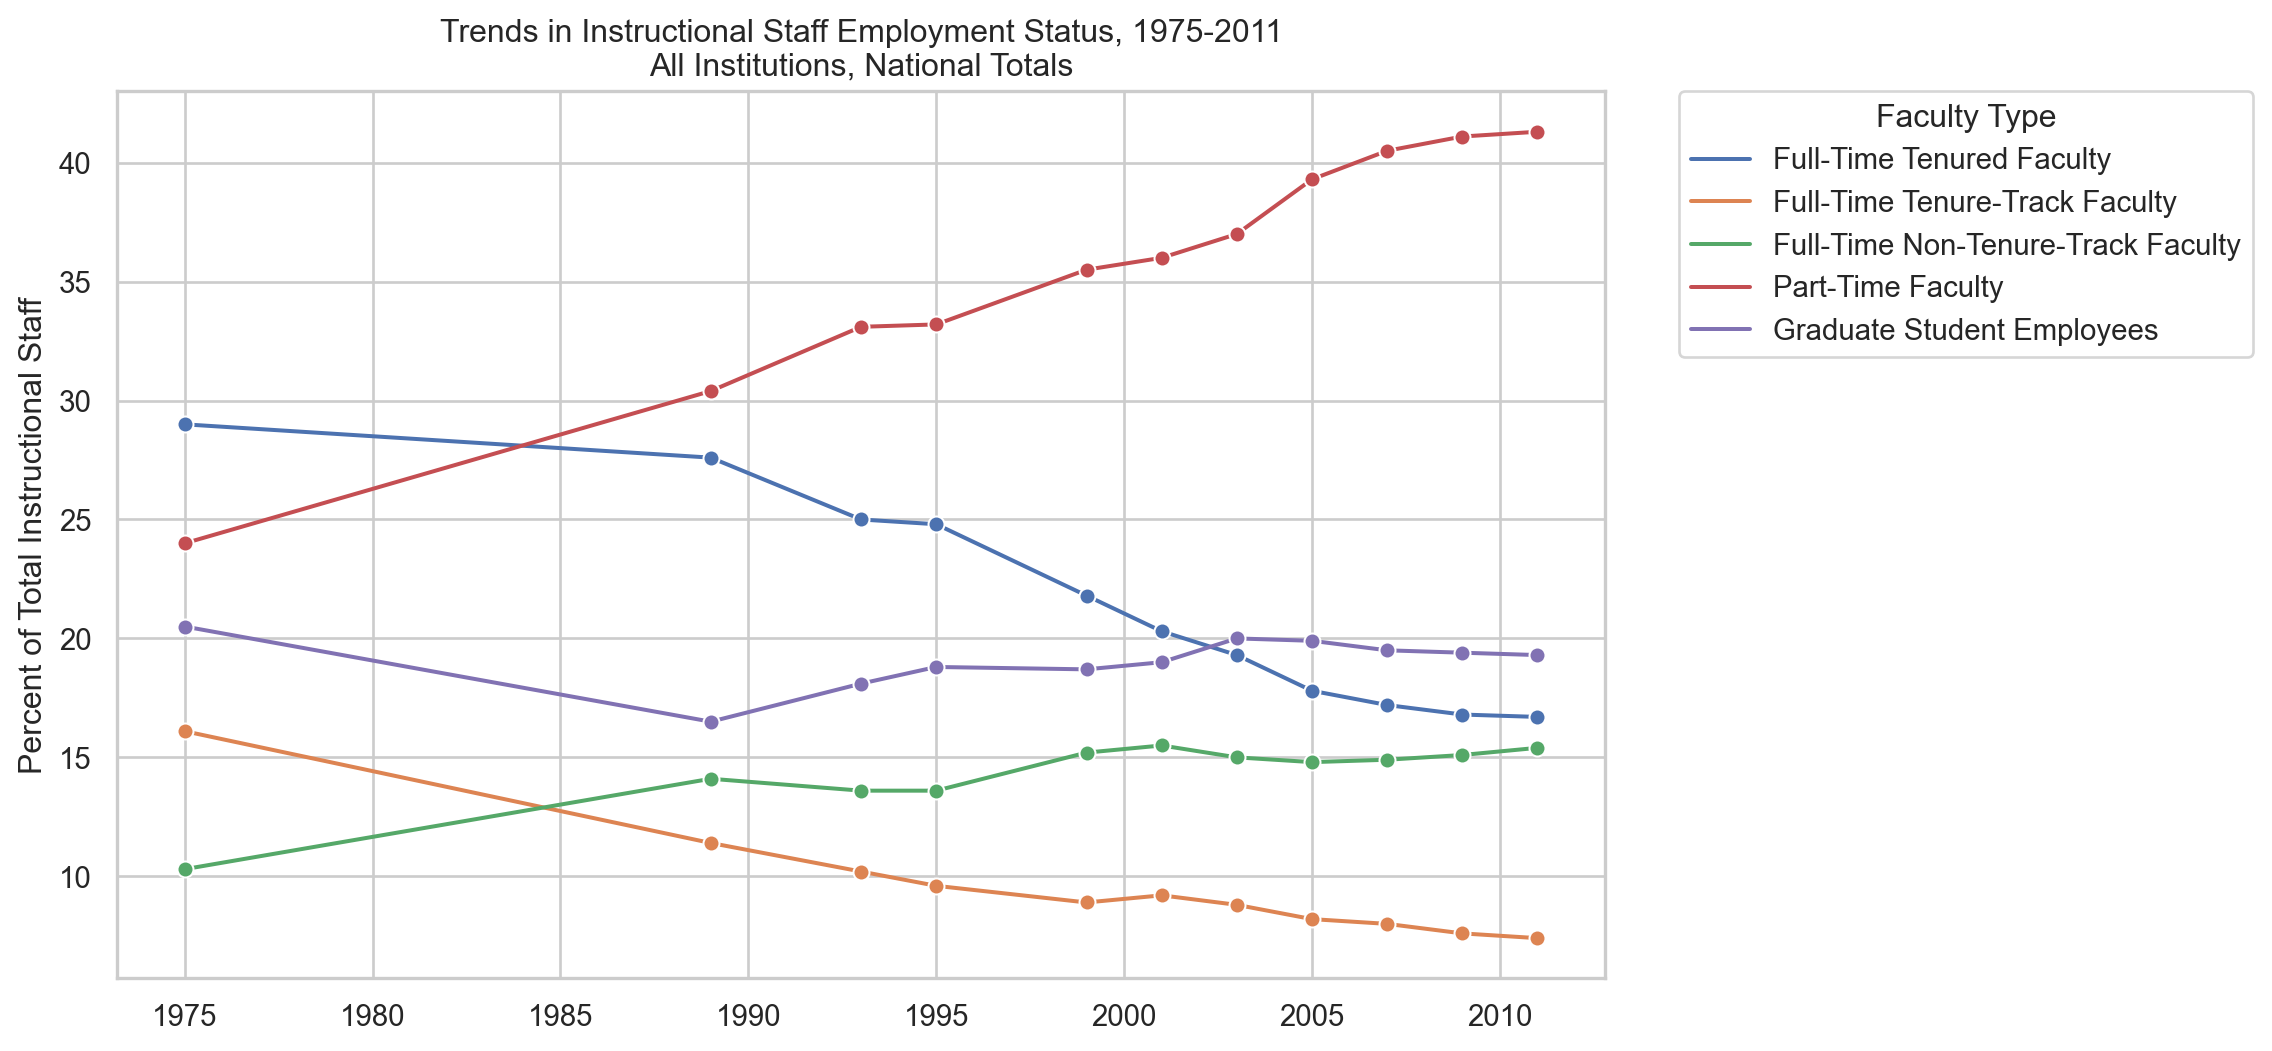 Trends in Instructional Staff Employment Status, 1975-2011
All Institutions, National Totals
Percent of Total Instructional Staff
40
35
30
25
20
15
10
1975
1980
1985
1990
1995
2000
2005
2010
Faculty Type
Full-Time Tenured Faculty
Full-Time Tenure-Track Faculty
Full-Time Non-Tenure-Track Faculty
Part-Time Faculty
Graduate Student Employees